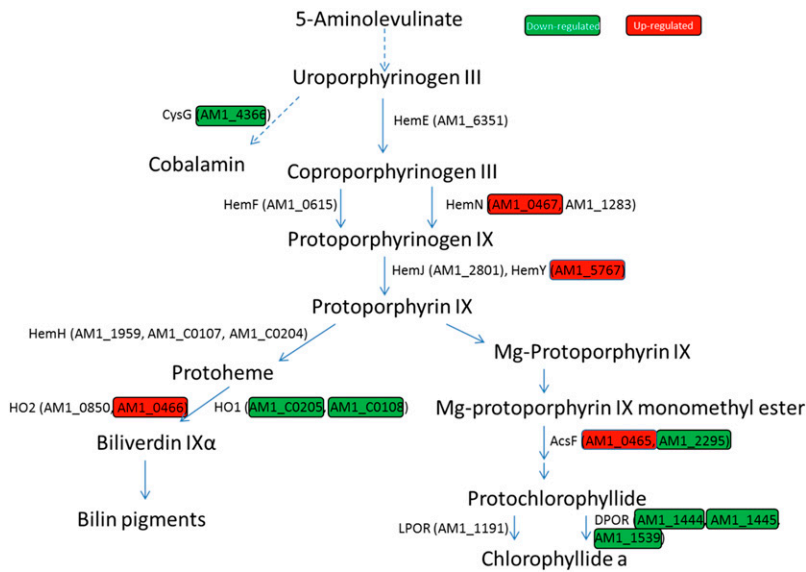 5-Aminolevulinate
Down-regulated
Up-regulated
Uroporphyrinogen III
CysG (AM1_4366)
HemE (AM1_6351)
Cobalamin
Coproporphyrinogen III
HemF (AM1_0615)
HemN (AM1_0467, AM1_1283)
Protoporphyrinogen IX
HemJ (AM1_2801), HemY (AM1_5767)
Protoporphyrin IX
HemH (AM1_1959, AM1_C0107, AM1_C0204)
Mg-Protoporphyrin IX
Protoheme
HO2 (AM1_0850, AM1_0466)
HO1 (AM1_C0205, AM1_C0108)
Mg-protoporphyrin IX monomethyl ester
Biliverdin IXα
AcsF (AM1_0465, AM1_2295)
Protochlorophyllide
Bilin pigments
LPOR (AM1_1191)
DPOR (AM1_1444, AM1_1445,
AM1_1539)
Chlorophyllide a